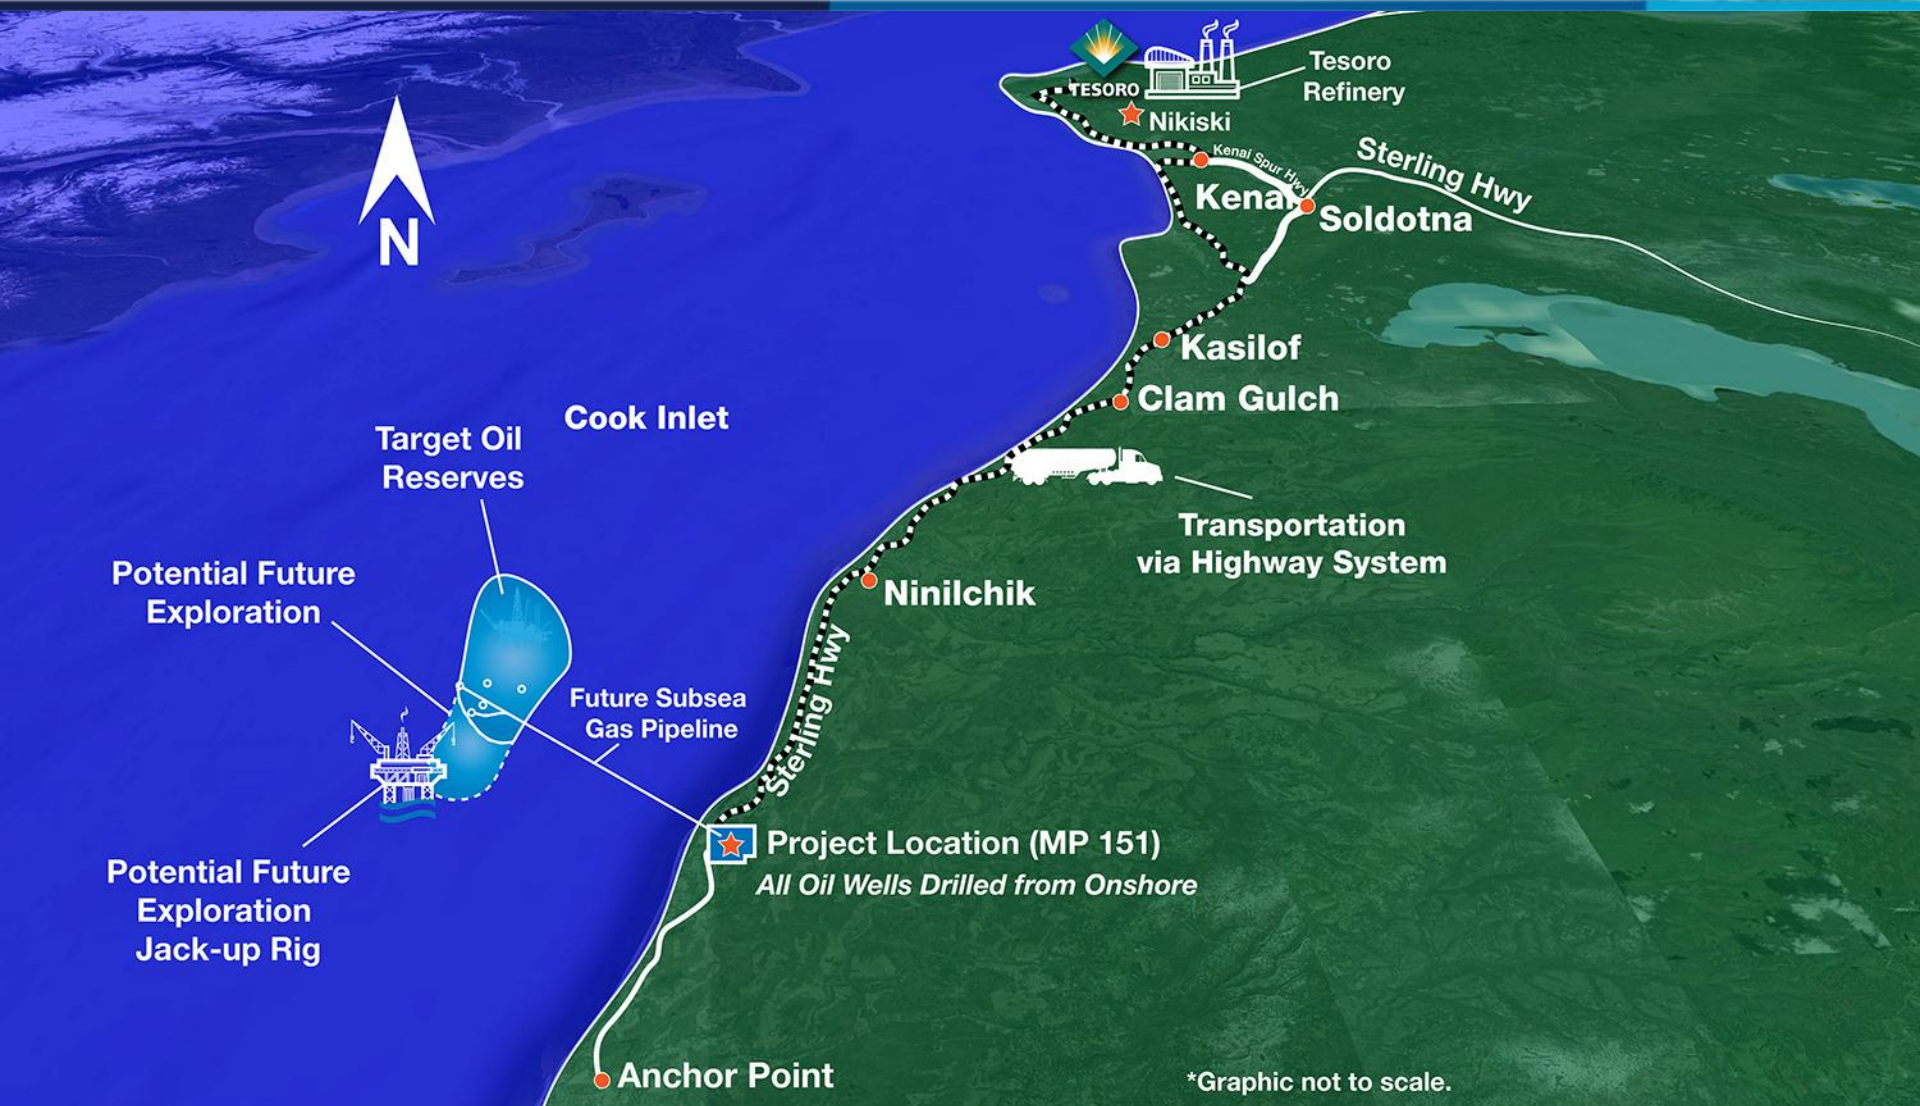 TESORO
Tesoro
Refinery
Nikiski
Kenai Spur Hwy
Sterling Hwy
Kenai
Soldotna
N
Kasilof
Clam Gulch
Cook Inlet
Target Oil
Reserves
Transportation
via Highway System
Potential Future
Exploration
Ninilchik
Sterling Hwy
Future Subsea
Gas Pipeline
Project Location (MP 151)
All Oil Wells Drilled from Onshore
Potential Future
Exploration
Jack-up Rig
Anchor Point
*Graphic not to scale.